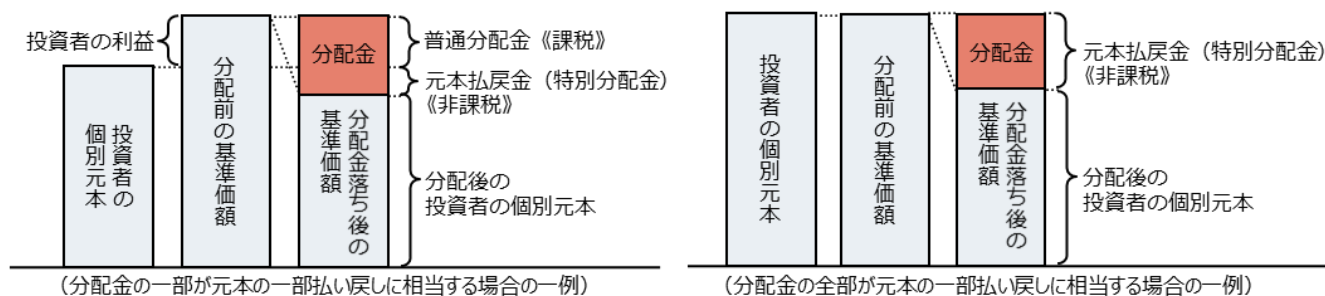 投資者の利益
投資者の
個別元本
分配前の基準価額
分配金
分配金落ち後の
基準価額
普通分配金《課税》
元本払戻金（特別分配金）
《非課税》
分配後の
投資者の個別元本
（分配金の一部が元本の一部払い戻しに相当する場合の一例）
投資者の個別元本
分配前の基準価額
分配金
分配金落ち後の
基準価額
元本払戻金（特別分配金）
《非課税》
分配後の
投資者の個別元本
（分配金の全部が元本の一部払い戻しに相当する場合の一例）